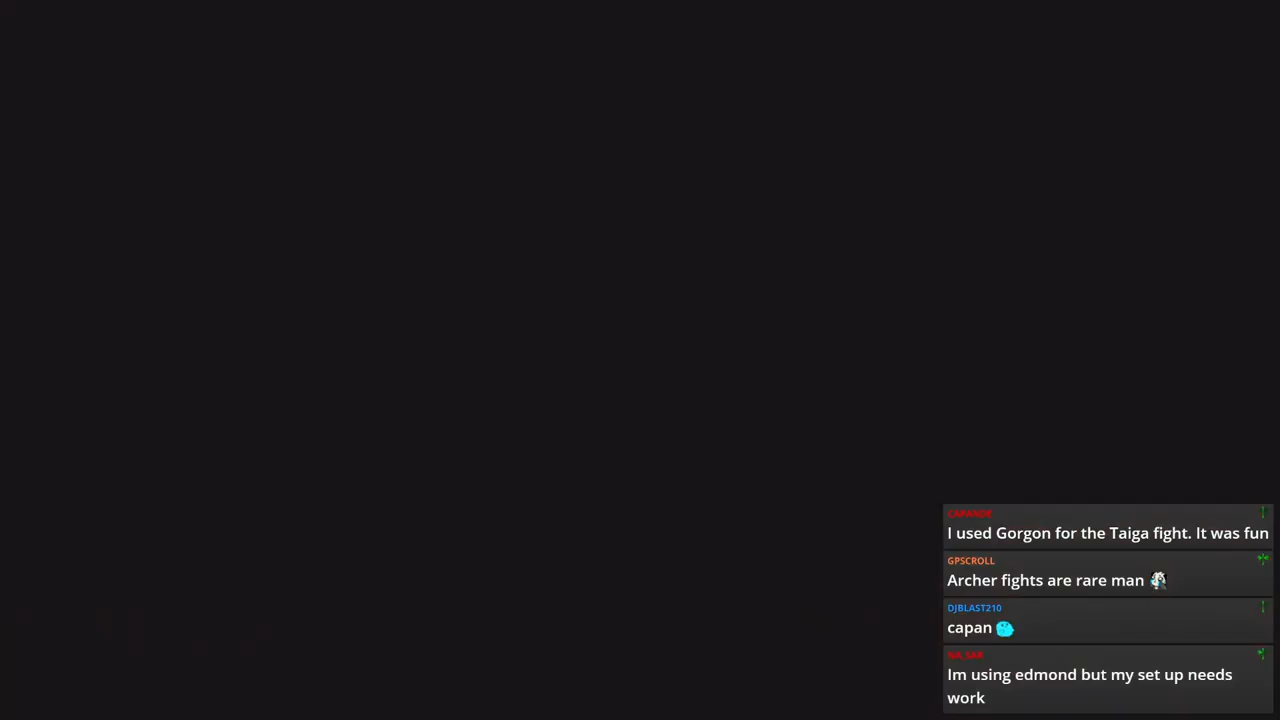 CAPANDE
I used Gorgon for the Taiga fight. It was fun
GPSCROLL
Archer fights are rare man
DJBLAST210
capan
Im using edmond but my set up needs
work